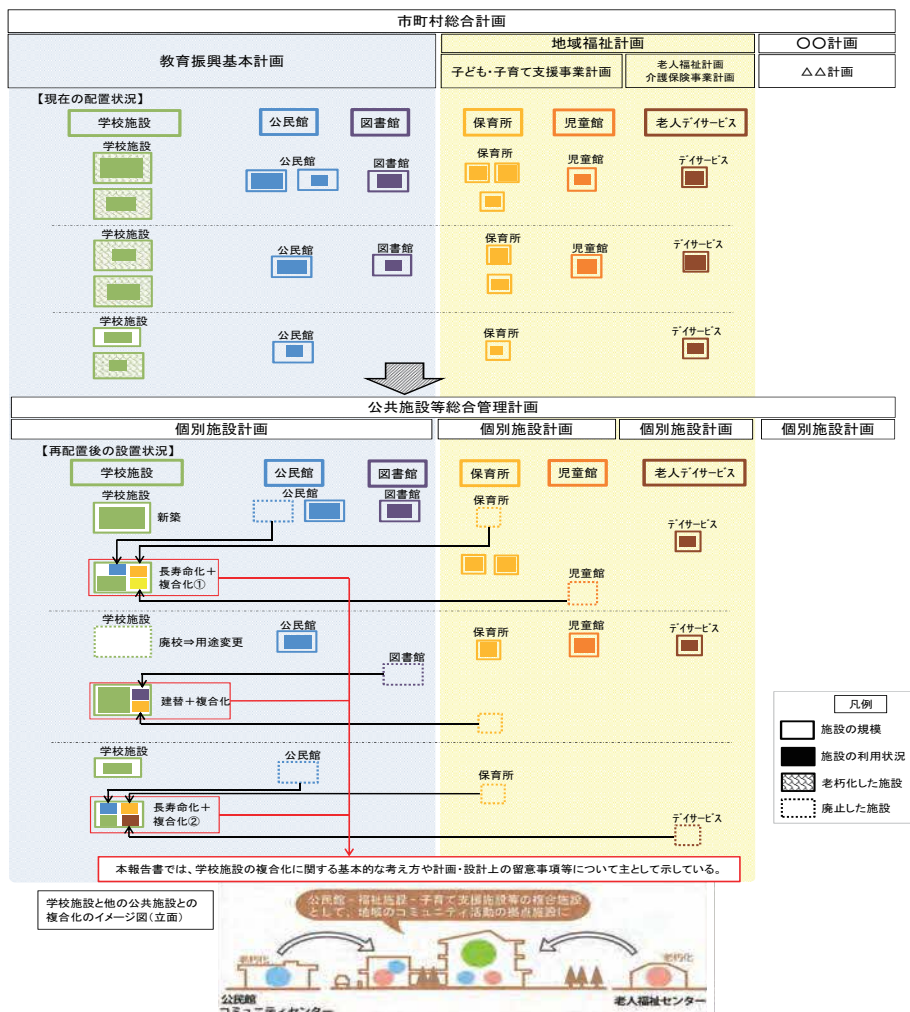 市町村総合計画
教育振興基本計画
地域福祉計画
〇〇計画
子ども・子育て支援事業計画
老人福祉計画
介護保険事業計画
△△計画
【現在の配置状況】
学校施設
公民館
図書館
保育所
児童館
老人デイサービス
学校施設
公民館
図書館
保育所
児童館
デイサービス
学校施設
公民館
図書館
保育所
児童館
デイサービス
学校施設
公民館
保育所
デイサービス
公共施設等総合管理計画
個別施設計画
個別施設計画
個別施設計画
個別施設計画
【再配置後の設置状況】
学校施設
公民館
図書館
保育所
児童館
老人デイサービス
学校施設
新築
公民館
図書館
保育所
デイサービス
長寿命化+
複合化①
児童館
学校施設
廃校⇒用途変更
公民館
図書館
保育所
児童館
デイサービス
建替+複合化
学校施設
公民館
保育所
長寿命化+
複合化②
デイサービス
凡例
施設の規模
施設の利用状況
老朽化した施設
廃止した施設
本報告書では、学校施設の複合化に関する基本的な考え方や計画・設計上の留意事項等について主として示している。
学校施設と他の公共施設との
複合化のイメージ図(立面)
公民館・福祉施設・子育て支援施設等の複合施設
として、地域のコミュニティ活動の拠点施設に
老朽化
老朽化
公民館
コミュニティセンター
老人福祉センター